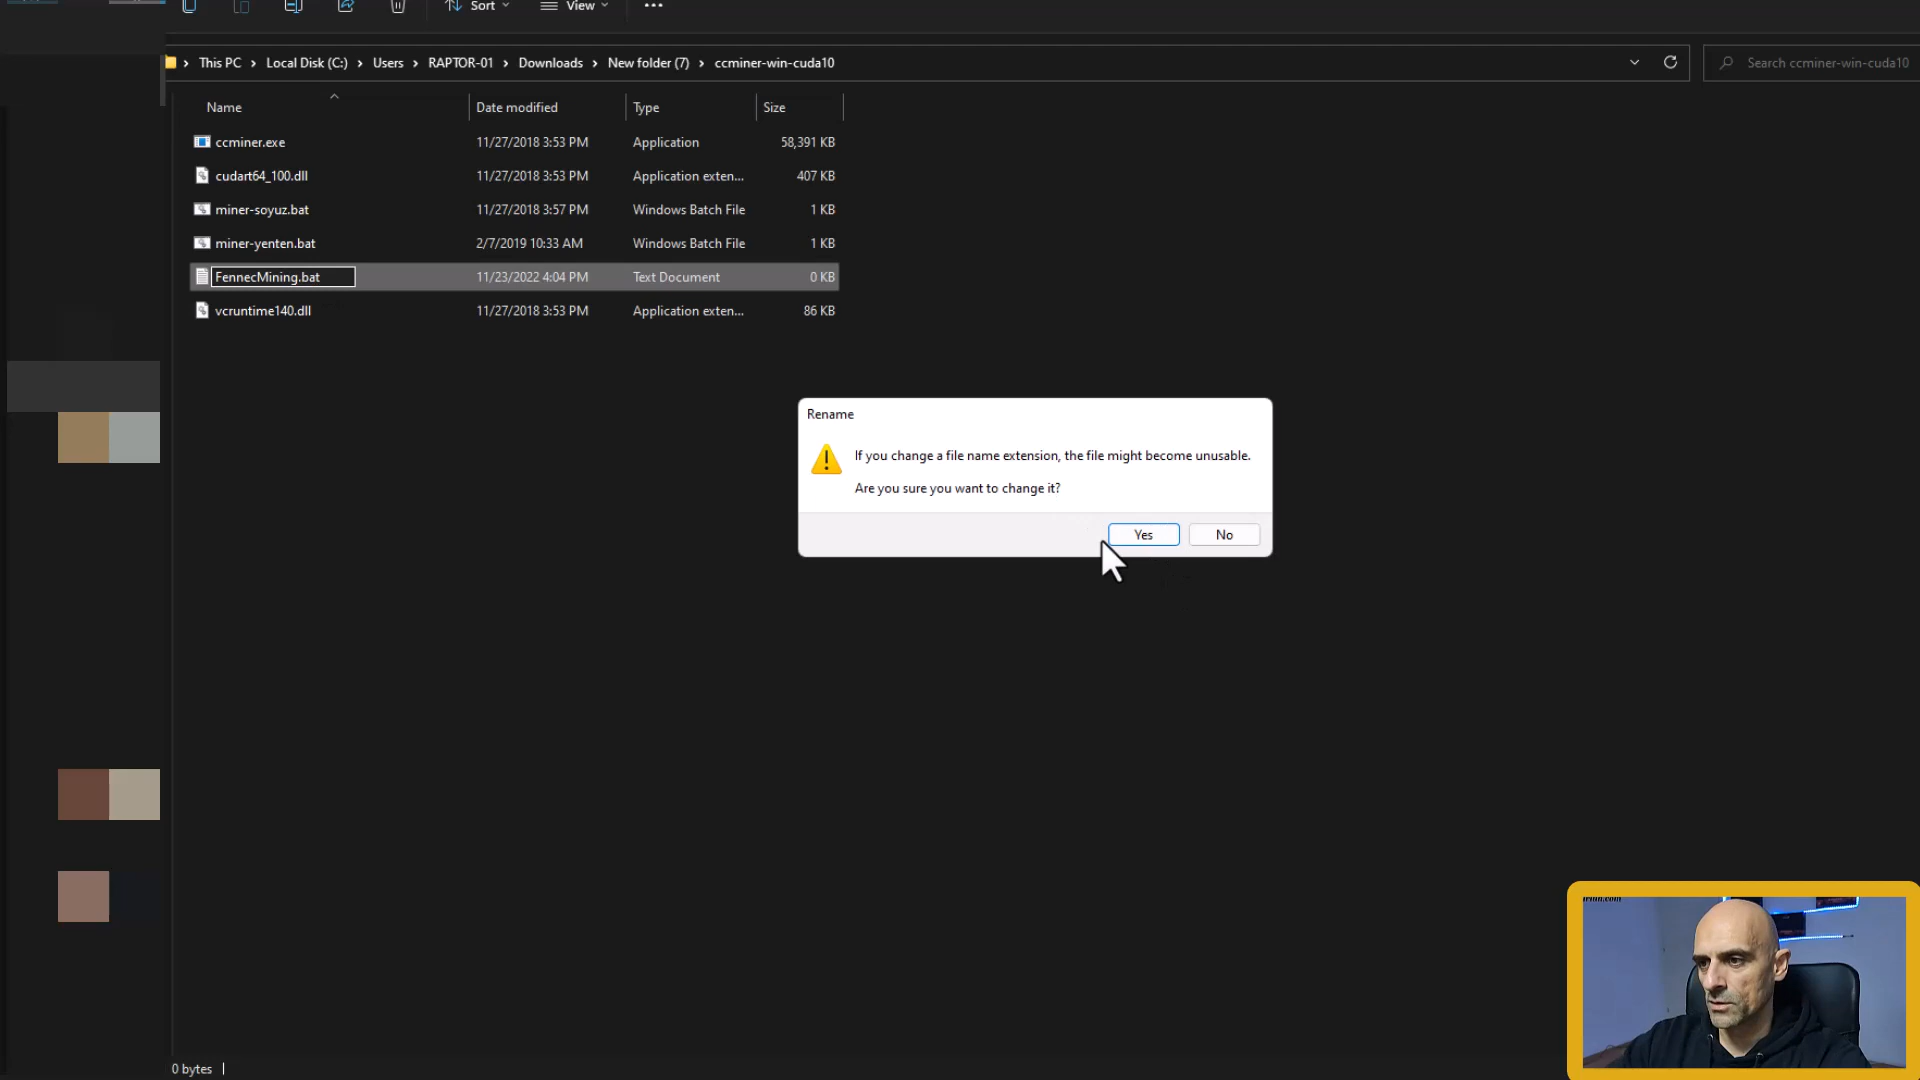 Sort
View
This PC > Local Disk (C:) > Users > RAPTOR-01 > Downloads > New folder (7) > ccminer-win-cuda10
Search ccminer-win-cuda10
Name Date modified Type Size
ccminer.exe 11/27/2018 3:53 PM Application 58,391 KB
cudart64_100.dll 11/27/2018 3:53 PM Application exten... 407 KB
miner-soyuz.bat 11/27/2018 3:57 PM Windows Batch File 1 KB
miner-yenten.bat 2/7/2019 10:33 AM Windows Batch File 1 KB
FennecMining.bat 11/23/2022 4:04 PM Text Document 0 KB
vcruntime140.dll 11/27/2018 3:53 PM Application exten... 86 KB
Rename
If you change a file name extension, the file might become unusable.
Are you sure you want to change it?
Yes No
0 bytes